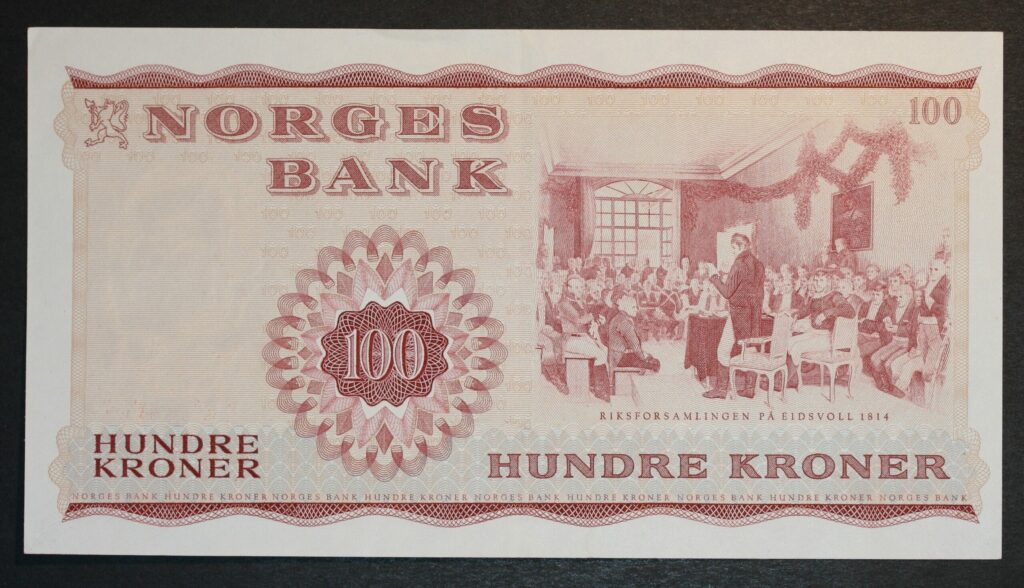 NORGES
BANK
100
100
RIKSFORSAMLINGEN PÅ EIDSVOLL 1814
HUNDRE
KRONER
HUNDRE KRONER
NORGES BANK HUNDRE KRONER NORGES BANK HUNDRE KRONER NORGES BANK HUNDRE KRONER NORGES BANK HUNDRE KRONER NORGES BANK